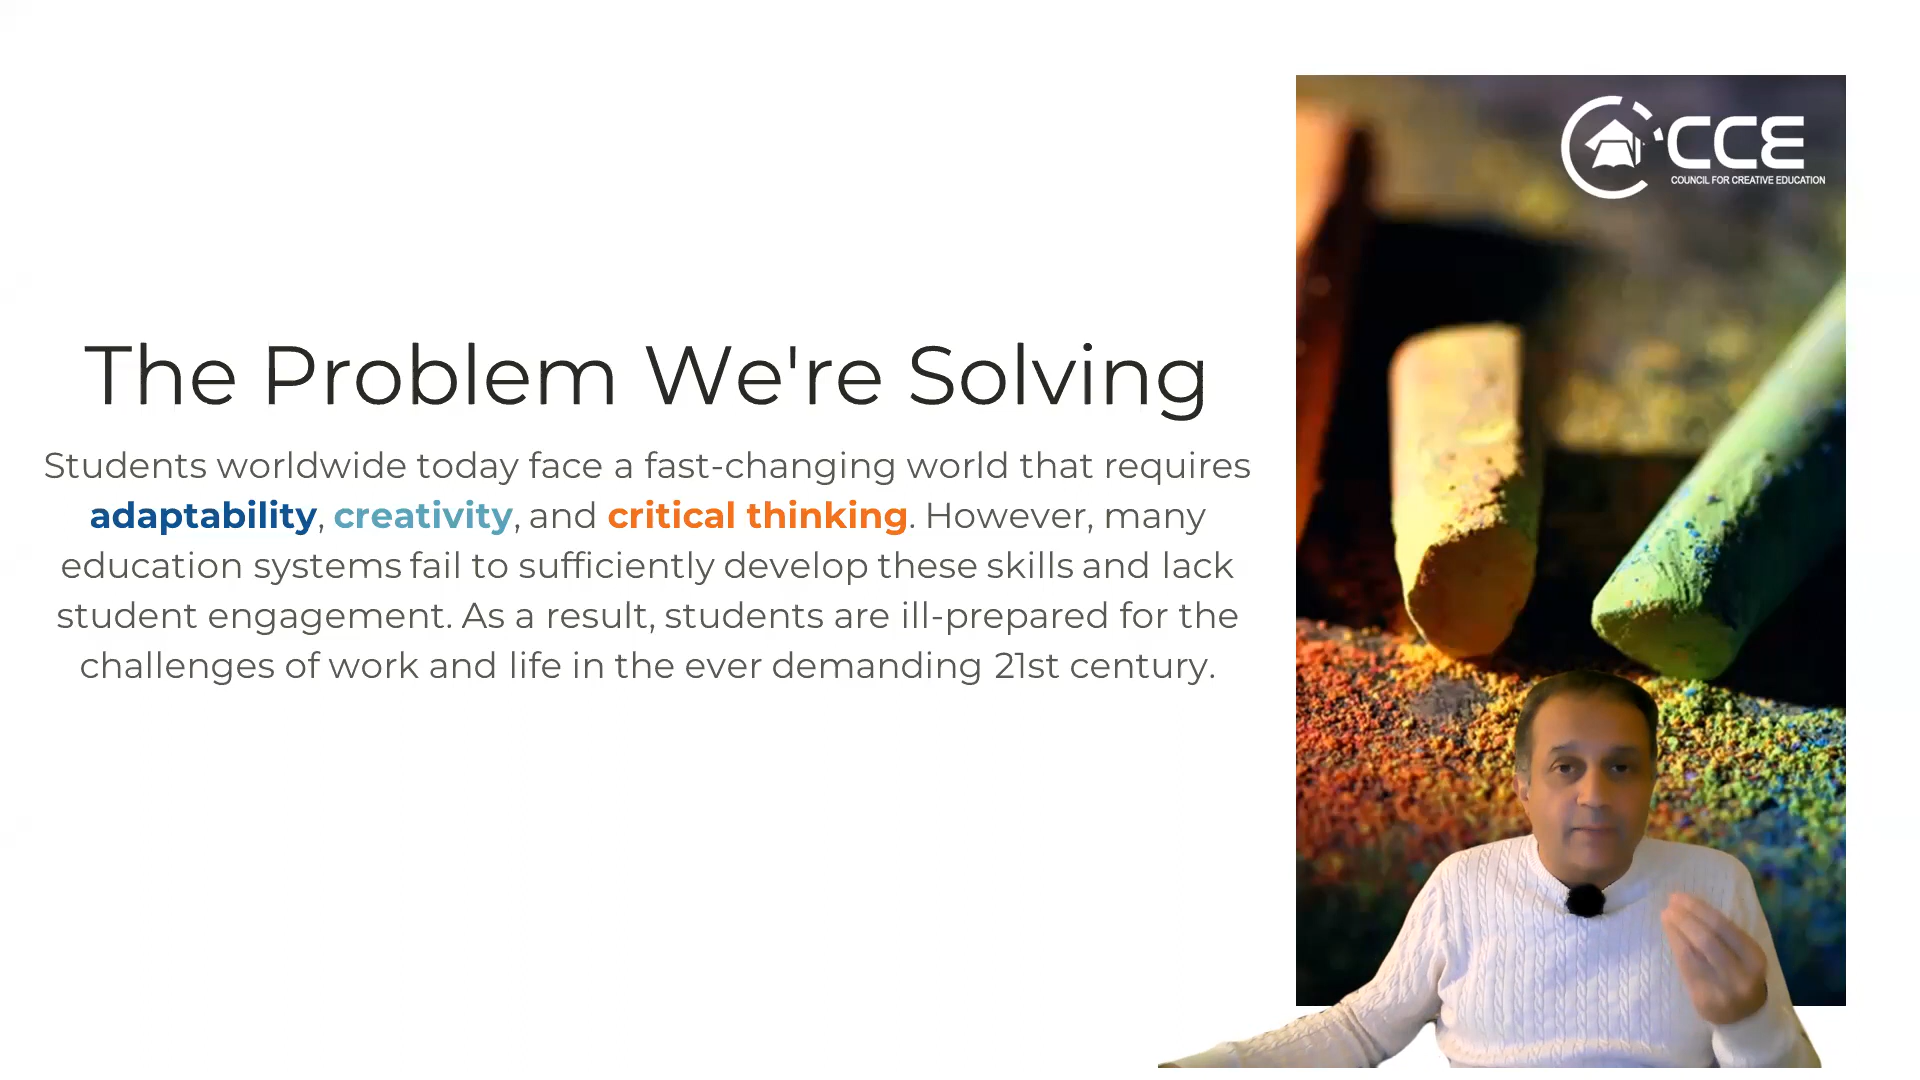 CCE
COUNCIL FOR CREATIVE EDUCATION
The Problem We're Solving
Students worldwide today face a fast-changing world that requires
adaptability, creativity, and critical thinking. However, many
education systems fail to sufficiently develop these skills and lack
student engagement. As a result, students are ill-prepared for the
challenges of work and life in the ever demanding 21st century.